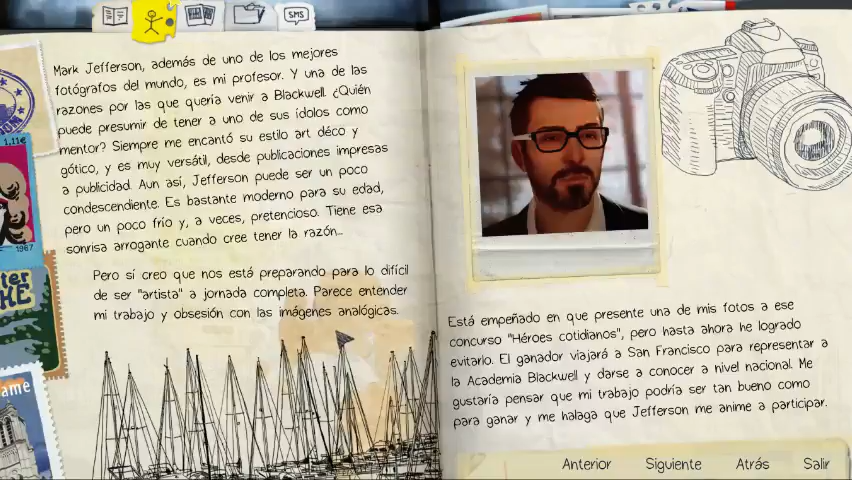 SMS
Mark Jefferson, además de uno de los mejores
fotógrafos del mundo, es mi profesor. Y una de las
razones por las que quería venir a Blackwell. ¿Quién
puede presumir de tener a uno de sus ídolos como
mentor? Siempre me encantó su estilo art déco y
gótico, y es muy versátil, desde publicaciones impresas
a publicidad. Aun así, Jefferson puede ser un poco
condescendiente. Es bastante moderno para su edad,
pero un poco frío y, a veces, pretencioso. Tiene esa
sonrisa arrogante cuando cree tener la razón...
Pero sí creo que nos está preparando para lo difícil
de ser "artista" a jornada completa. Parece entender
mi trabajo y obsesión con las imágenes analógicas.
1,11€
1967
Está empeñado en que presente una de mis fotos a ese
concurso "Héroes cotidianos", pero hasta ahora he logrado
evitarlo. El ganador viajará a San Francisco para representar a
la Academia Blackwell y darse a conocer a nivel nacional. Me
gustaría pensar que mi trabajo podría ser tan bueno como
para ganar y me halaga que Jefferson me anime a participar.
Anterior Siguiente Atrás Salir